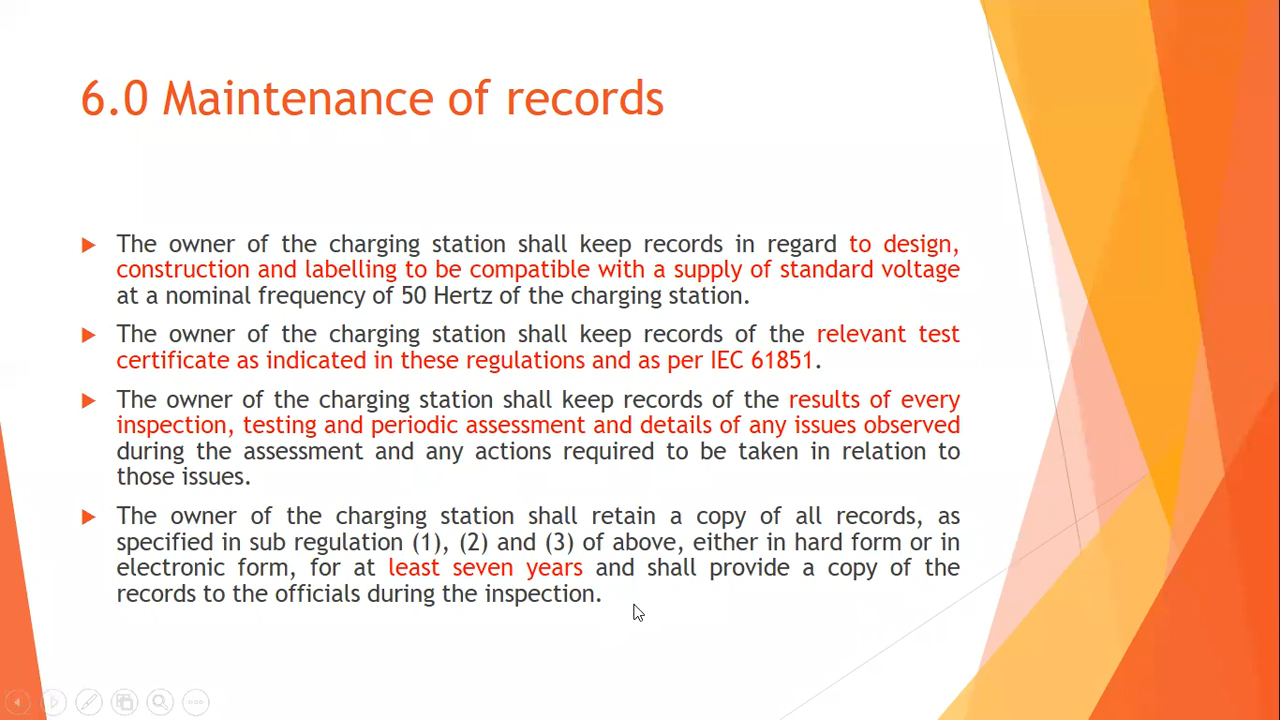 6.0 Maintenance of records
The owner of the charging station shall keep records in regard to design,
construction and labelling to be compatible with a supply of standard voltage
at a nominal frequency of 50 Hertz of the charging station.
The owner of the charging station shall keep records of the relevant test
certificate as indicated in these regulations and as per IEC 61851.
The owner of the charging station shall keep records of the results of every
inspection, testing and periodic assessment and details of any issues observed
during the assessment and any actions required to be taken in relation to
those issues.
The owner of the charging station shall retain a copy of all records, as
specified in sub regulation (1), (2) and (3) of above, either in hard form or in
electronic form, for at least seven years and shall provide a copy of the
records to the officials during the inspection.